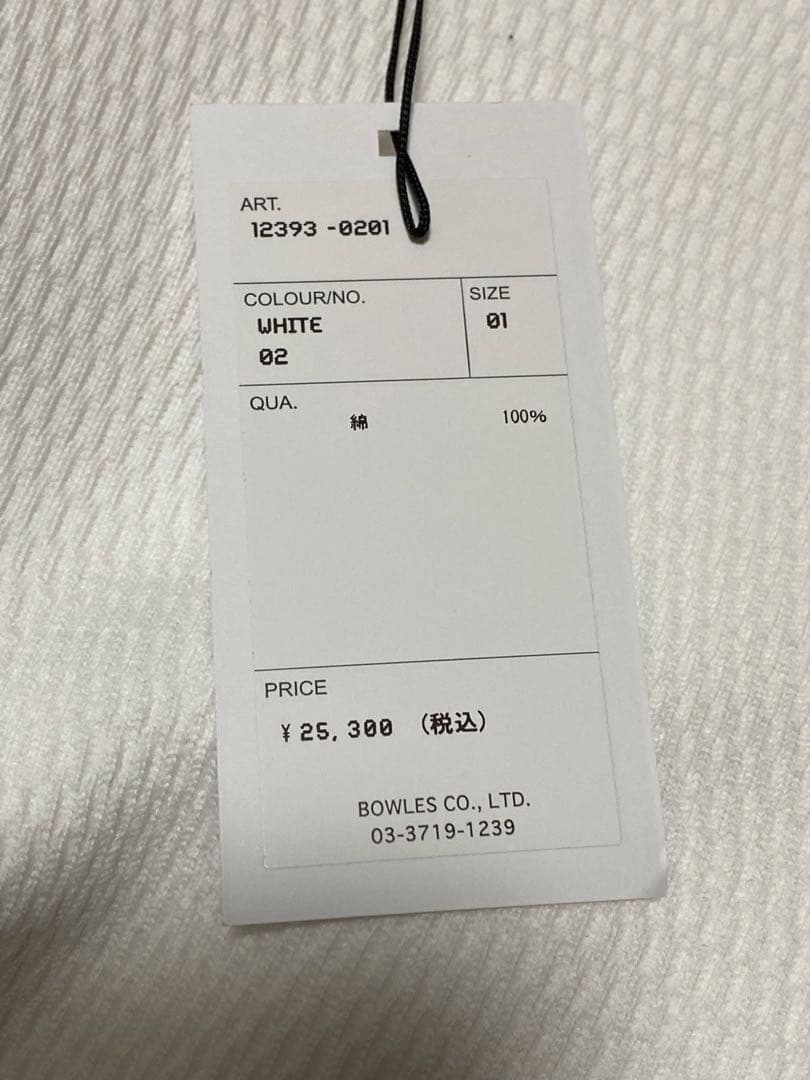 ART.
12393 -0201
COLOUR/NO.
WHITE
02
SIZE
01
QUA.
綿 100%
PRICE
¥25,300 (税込)
BOWLES CO., LTD.
03-3719-1239